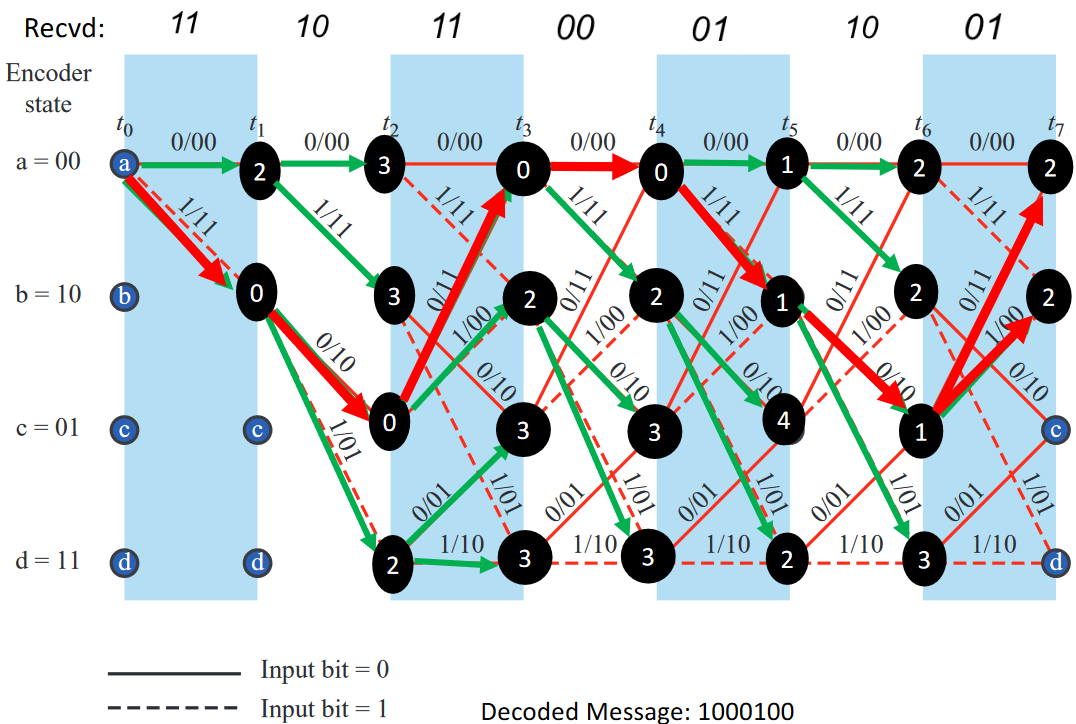 Recvd: 11 10 11 00 01 10 01
Encoder
state
t0 t1 t2 t3 t4 t5 t6 t7
0/00 0/00 0/00 0/00 0/00 0/00 0/00
a = 00 a 2 3 0 0 1 2 2
1/11 1/11 1/11 1/11 1/11 1/11 1/11
b = 10 b 0 3 2 2 1 2 2
0/11 0/11 0/11 0/11 0/11
1/00 1/00 1/00 1/00 1/00
0/10 0/10 0/10 0/10 0/10 0/10
c = 01 c c 0 3 3 4 1 c
1/01 1/01 1/01 1/01 1/01 1/01
0/01 0/01 0/01 0/01 0/01
1/10 1/10 1/10 1/10 1/10
d = 11 d d 2 3 3 2 3 d
Input bit = 0
Input bit = 1
Decoded Message: 1000100